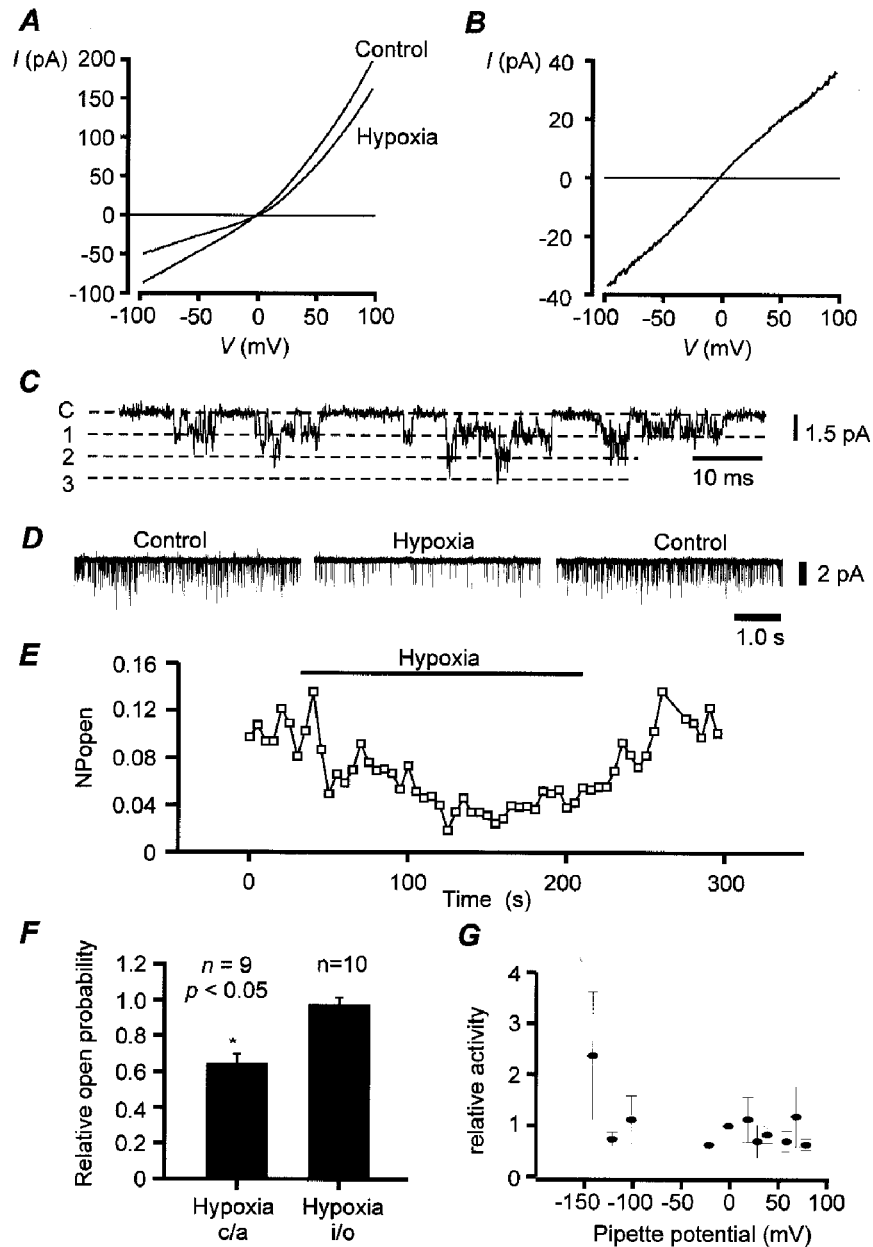 A
I (pA)
200
150
100
50
0
-50
-100
Control
Hypoxia
-100
-50
0
50
100
V (mV)
B
I (pA)
40
20
0
-20
-40
-100
-50
0
50
100
V (mV)
C
C
1
2
3
1.5 pA
10 ms
D
Control
Hypoxia
Control
2 pA
1.0 s
E
Hypoxia
NPopen
0.16
0.12
0.08
0.04
0
0
100
200
300
Time (s)
F
Relative open probability
1.2
1.0
0.8
0.6
0.4
0.2
0
n = 9
p < 0.05
*
n=10
Hypoxia
c/a
Hypoxia
i/o
G
relative activity
4
3
2
1
0
-150
-100
-50
0
50
100
Pipette potential (mV)